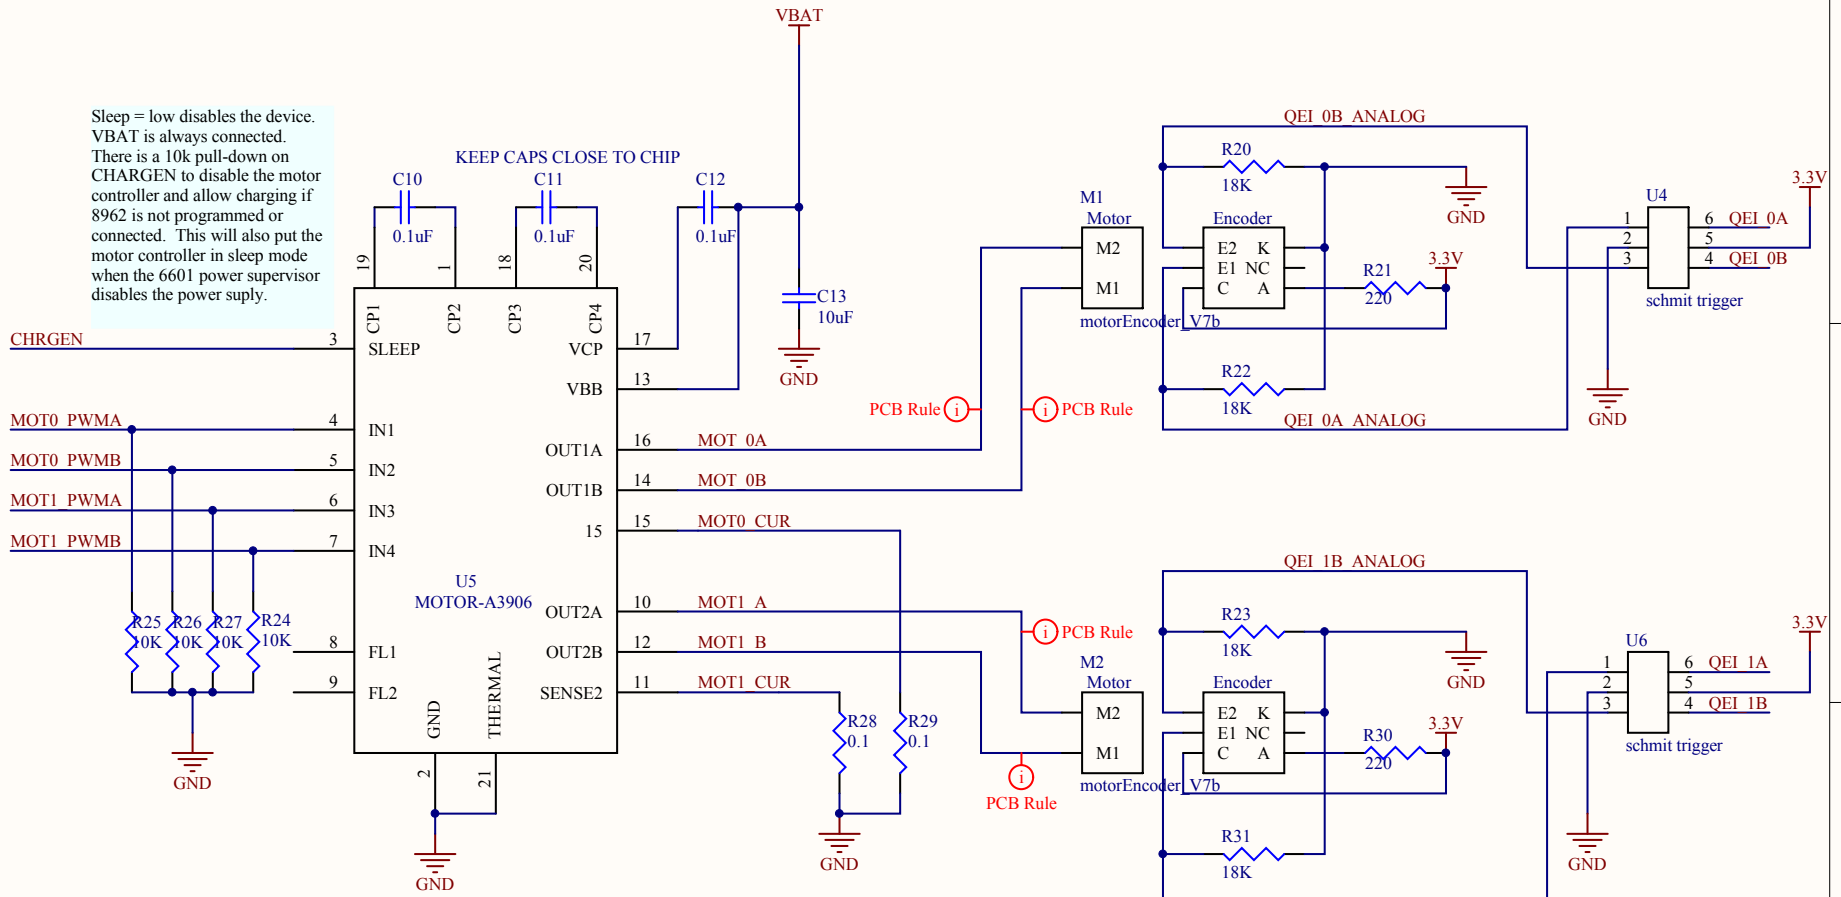 VBAT
Sleep = low disables the device.
VBAT is always connected.
There is a 10k pull-down on
CHARGEN to disable the motor
controller and allow charging if
8962 is not programmed or
connected.  This will also put the
motor controller in sleep mode
when the 6601 power supervisor
disables the power suply.
KEEP CAPS CLOSE TO CHIP
C10
0.1uF
C11
0.1uF
C12
0.1uF
C13
10uF
GND
19
1
18
20
CP1
CP2
CP3
CP4
CHRGEN
3
SLEEP
MOT0_PWMA
4
IN1
MOT0_PWMB
5
IN2
MOT1_PWMA
6
IN3
MOT1_PWMB
7
IN4
R25
10K
R26
10K
R27
10K
R24
10K
GND
8
FL1
9
FL2
U5
MOTOR-A3906
GND
THERMAL
2
21
GND
VCP
17
VBB
13
OUT1A
16
MOT_0A
OUT1B
14
MOT_0B
15
15
MOT0_CUR
OUT2A
10
MOT1_A
OUT2B
12
MOT1_B
SENSE2
11
MOT1_CUR
R28
0.1
R29
0.1
GND
PCB Rule
i
i
PCB Rule
i
PCB Rule
i
PCB Rule
M1
Motor
M2
M1
motorEncoder_V7b
QEI_0B_ANALOG
R20
18K
GND
Encoder
E2 K
E1 NC
C A
R21
220
3.3V
R22
18K
QEI_0A_ANALOG
U4
1
2
3
6
5
4
QEI_0A
QEI_0B
3.3V
schmit trigger
GND
M2
Motor
M2
M1
motorEncoder_V7b
QEI_1B_ANALOG
R23
18K
GND
Encoder
E2 K
E1 NC
C A
R30
220
3.3V
R31
18K
U6
1
2
3
6
5
4
QEI_1A
QEI_1B
3.3V
schmit trigger
GND